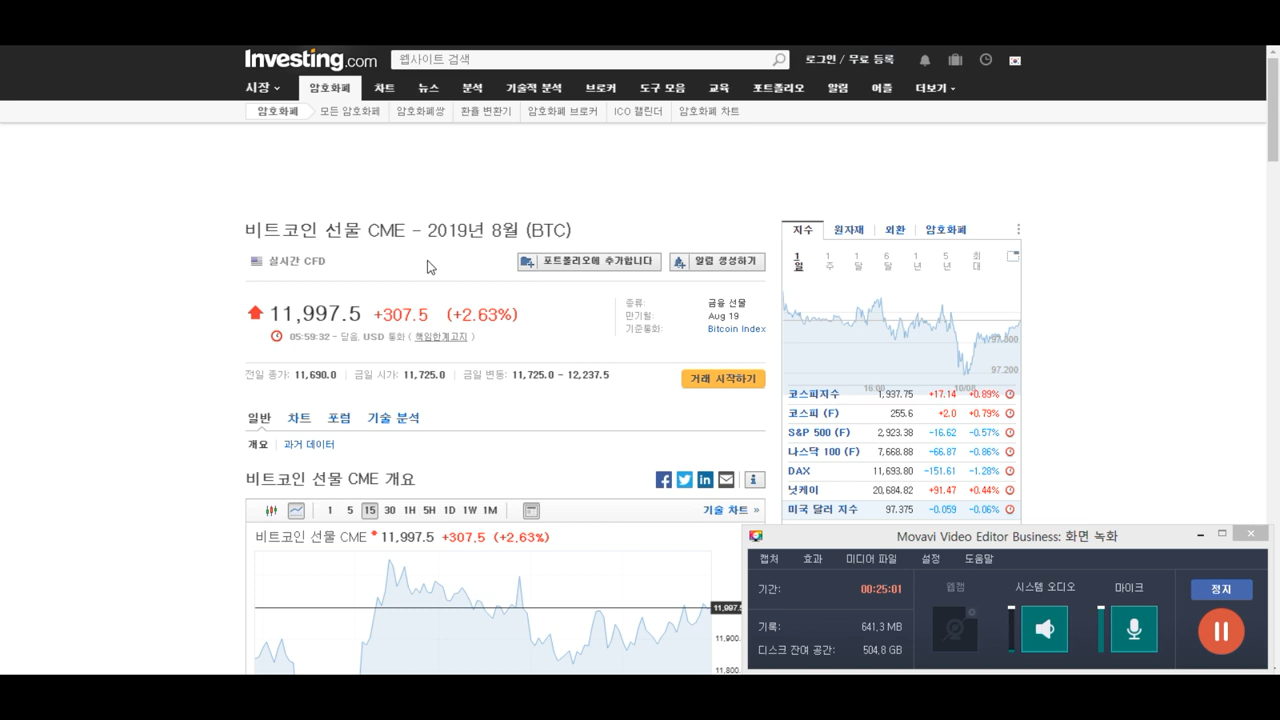 Investing.com 웹사이트 검색 로그인 / 무료 등록
시장 암호화폐 차트 뉴스 분석 기술적 분석 브로커 도구 모음 교육 포트폴리오 알림 어플 더보기
암호화폐 모든 암호화폐 암호화폐쌍 환율 변환기 암호화폐 브로커 ICO 캘린더 암호화폐 차트
비트코인 선물 CME - 2019년 8월 (BTC)
실시간 CFD
포트폴리오에 추가합니다
알림 생성하기
11,997.5 +307.5 (+2.63%)
05:59:32 - 닫음, USD 통화 ( 책임한계고지 )
종류: 금융 선물
만기월: Aug 19
기준통화: Bitcoin Index
전일 종가: 11,690.0 금일 시가: 11,725.0 금일 변동: 11,725.0 - 12,237.5
거래 시작하기
일반 차트 포럼 기술 분석
개요 과거 데이터
비트코인 선물 CME 개요
1 5 15 30 1H 5H 1D 1W 1M 기술 차트 »
비트코인 선물 CME 11,997.5 +307.5 (+2.63%)
11,997.5
11,900.
11,800
지수 원자재 외환 암호화폐
1일 1주 1달 6달 1년 5년 최대
97.600
97.200
16:00 10/08
코스피지수 1,937.75 +17.14 +0.89%
코스피 (F) 255.6 +2.0 +0.79%
S&P 500 (F) 2,923.38 -16.62 -0.57%
나스닥 100 (F) 7,668.88 -66.87 -0.86%
DAX 11,693.80 -151.61 -1.28%
닛케이 20,684.82 +91.47 +0.44%
미국 달러 지수 97.375 -0.059 -0.06%
Movavi Video Editor Business: 화면 녹화
캡처 효과 미디어 파일 설정 도움말
기간: 00:25:01
기록: 641,3 MB
디스크 잔여 공간: 504,8 GB
웹캠 시스템 오디오 마이크
정지